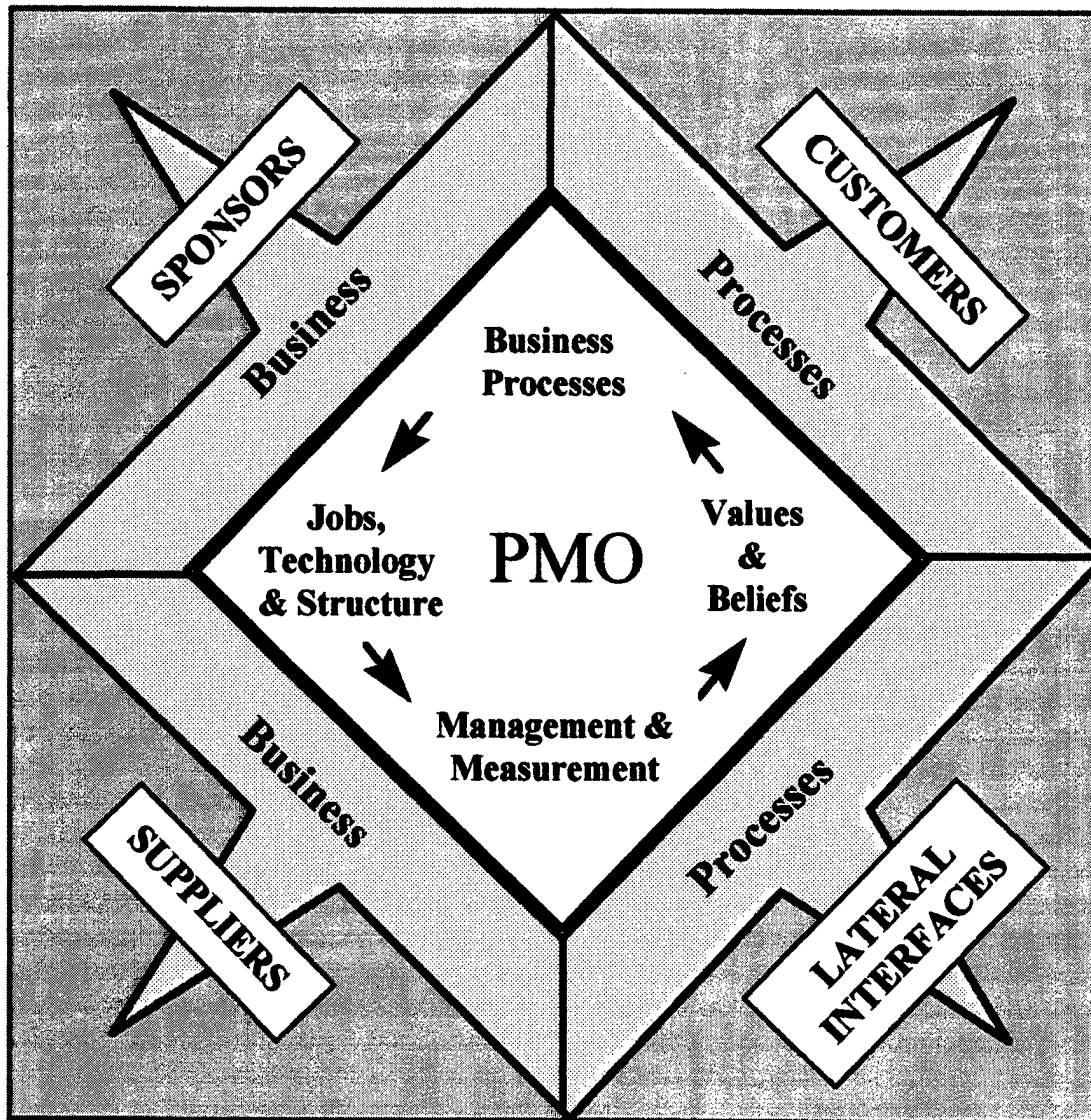 SPONSORS
CUSTOMERS
Business
Processes
Business
Processes
Jobs,
Technology
& Structure
PMO
Values
&
Beliefs
Management &
Measurement
Business
Processes
SUPPLIERS
LATERAL
INTERFACES